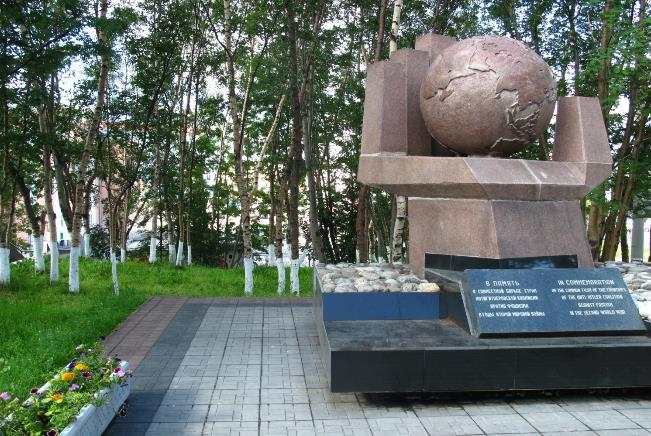 В ПАМЯТЬ
О СОВМЕСТНОЙ БОРЬБЕ СТРАН
АНТИГИТЛЕРОВСКОЙ КОАЛИЦИИ
ПРОТИВ ФАШИЗМА
В ГОДЫ ВТОРОЙ МИРОВОЙ ВОЙНЫ
IN COMMEMORATION
OF THE COMMON FIGHT OF THE COUNTRIES
OF THE ANTI-HITLER COALITION
AGAINST FASCISM
IN THE SECOND WORLD WAR